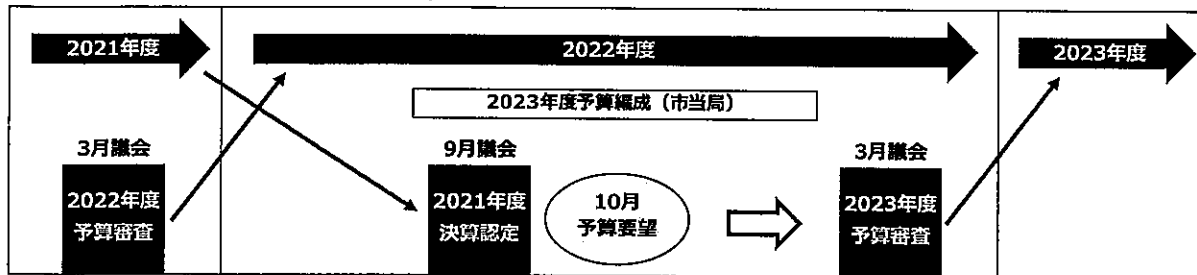 2021年度
2022年度
2023年度
2023年度予算編成（市当局）
3月議会
2022年度
予算審査
9月議会
2021年度
決算認定
10月
予算要望
3月議会
2023年度
予算審査